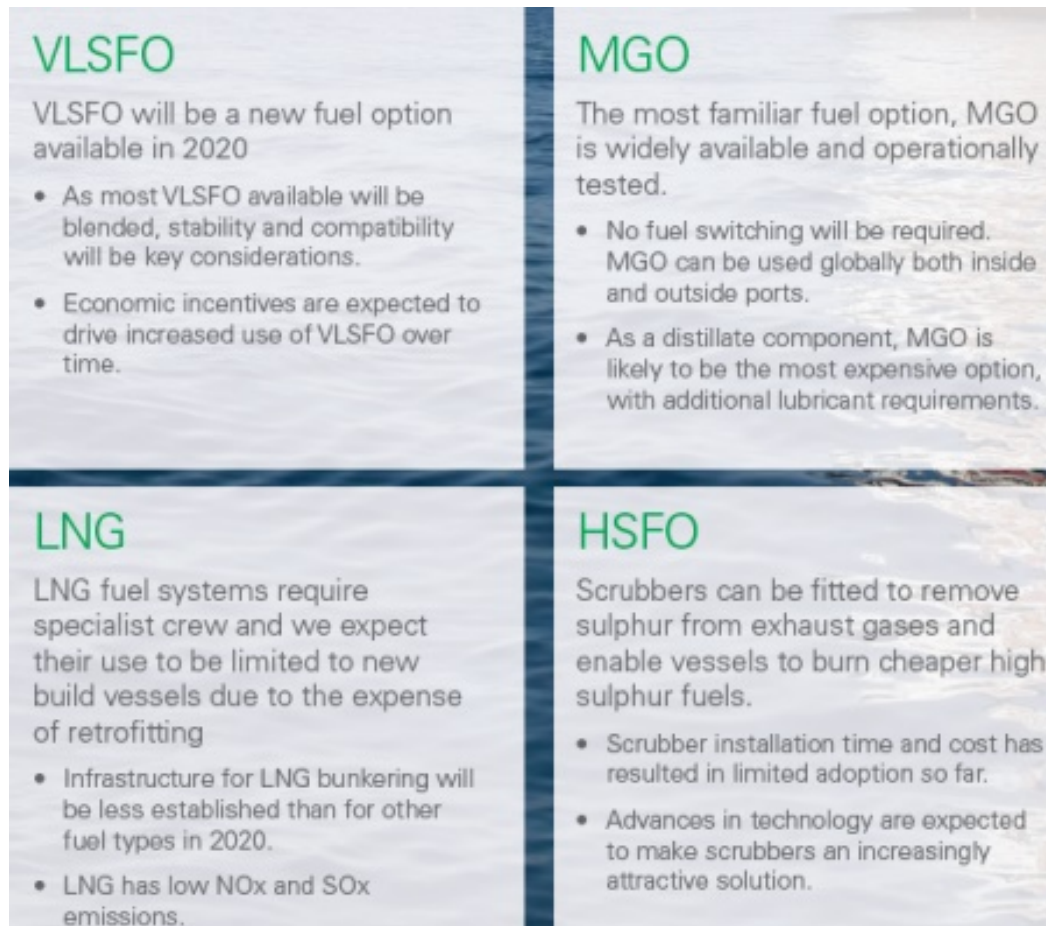 VLSFO
VLSFO will be a new fuel option
available in 2020
• As most VLSFO available will be
blended, stability and compatibility
will be key considerations.
• Economic incentives are expected to
drive increased use of VLSFO over
time.
MGO
The most familiar fuel option, MGO
is widely available and operationally
tested.
• No fuel switching will be required.
MGO can be used globally both inside
and outside ports.
• As a distillate component, MGO is
likely to be the most expensive option,
with additional lubricant requirements.
LNG
LNG fuel systems require
specialist crew and we expect
their use to be limited to new
build vessels due to the expense
of retrofitting
• Infrastructure for LNG bunkering will
be less established than for other
fuel types in 2020.
• LNG has low NOx and SOx
emissions.
HSFO
Scrubbers can be fitted to remove
sulphur from exhaust gases and
enable vessels to burn cheaper high
sulphur fuels.
• Scrubber installation time and cost has
resulted in limited adoption so far.
• Advances in technology are expected
to make scrubbers an increasingly
attractive solution.